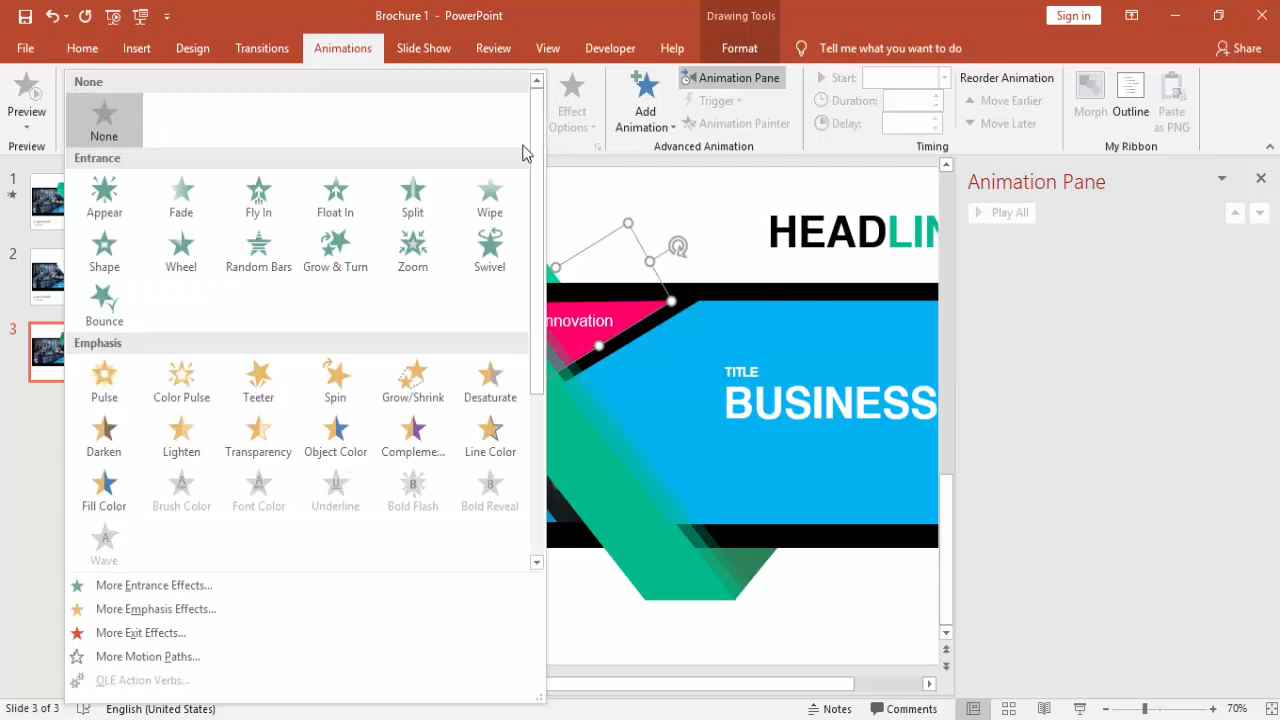 Brochure 1 - PowerPoint
Drawing Tools
Sign in
File Home Insert Design Transitions Animations Slide Show Review View Developer Help Format Tell me what you want to do Share
Preview
Preview
Effect
Options
Add
Animation
Animation Pane
Trigger
Animation Painter
Advanced Animation
Start:
Duration:
Delay:
Reorder Animation
Move Earlier
Move Later
Timing
Morph Outline Paste
as PNG
My Ribbon
None
None
Entrance
Appear Fade Fly In Float In Split Wipe
Shape Wheel Random Bars Grow & Turn Zoom Swivel
Bounce
Emphasis
Pulse Color Pulse Teeter Spin Grow/Shrink Desaturate
Darken Lighten Transparency Object Color Compleme... Line Color
Fill Color Brush Color Font Color Underline Bold Flash Bold Reveal
Wave
More Entrance Effects...
More Emphasis Effects...
More Exit Effects...
More Motion Paths...
OLE Action Verbs...
1
2
3
HEADLIN
nnovation
TITLE
BUSINESS
Animation Pane
Play All
Slide 3 of 3 English (United States) Notes Comments 70%